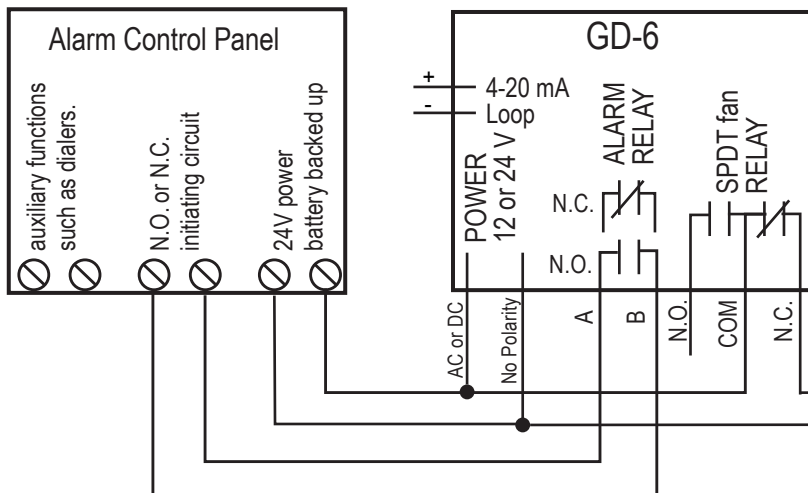 Alarm Control Panel
auxiliary functions
such as dialers.
N.O. or N.C.
initiating circuit
24V power
battery backed up
GD-6
+
4-20 mA
-
Loop
POWER
12 or 24 V
ALARM
RELAY
N.C.
N.O.
SPDT fan
RELAY
AC or DC
No Polarity
A
B
N.O.
COM
N.C.